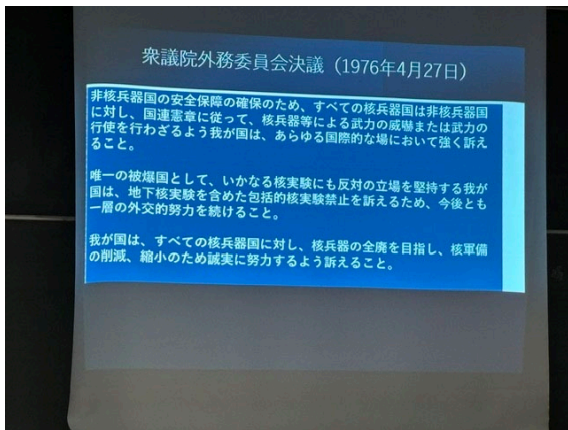 衆議院外務委員会決議（1976年4月27日）
非核兵器国の安全保障の確保のため、すべての核兵器国は非核兵器国
に対し、国連憲章に従って、核兵器等による武力の威嚇または武力の
行使を行わざるよう我が国は、あらゆる国際的な場において強く訴え
ること。
唯一の被爆国として、いかなる核実験にも反対の立場を堅持する我が
国は、地下核実験を含めた包括的核実験禁止を訴えるため、今後とも
一層の外交的努力を続けること。
我が国は、すべての核兵器国に対し、核兵器の全廃を目指し、核軍備
の削減、縮小のため誠実に努力するよう訴えること。